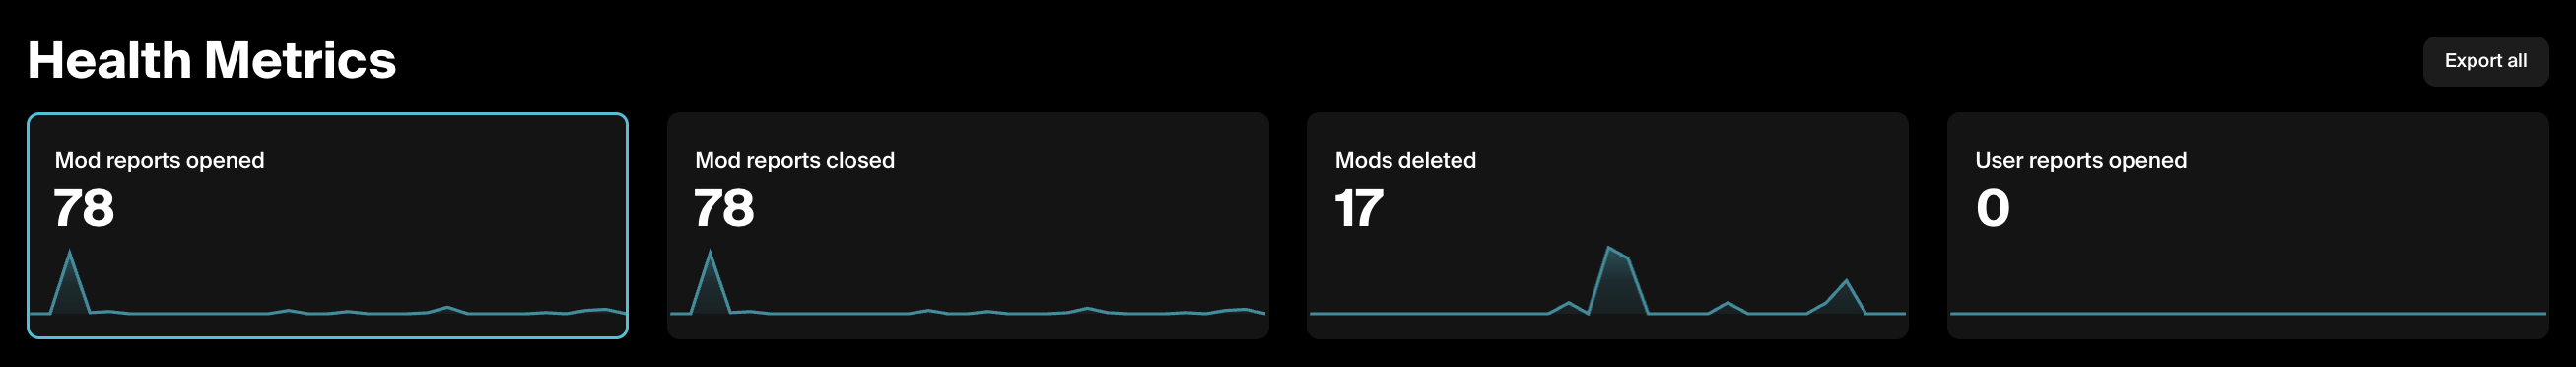 Health Metrics
Export all
Mod reports opened
78
Mod reports closed
78
Mods deleted
17
User reports opened
0